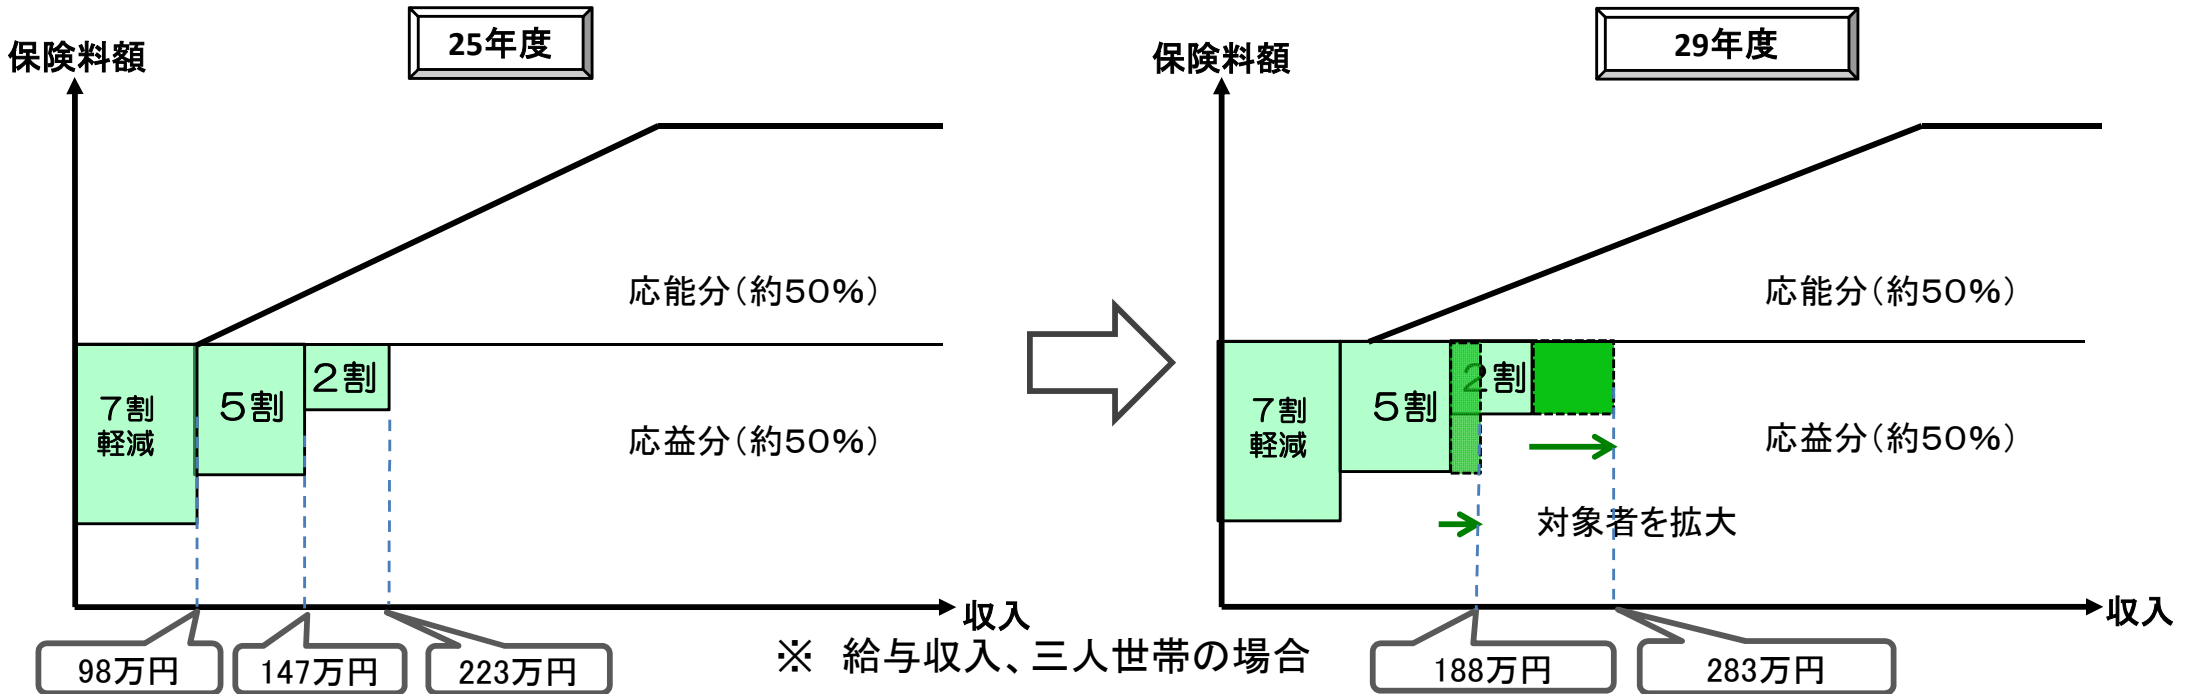 25年度
保険料額
応能分(約50%)
7割
軽減
5割
2割
応益分(約50%)
収入
98万円
147万円
223万円
29年度
保険料額
応能分(約50%)
7割
軽減
5割
2割
応益分(約50%)
対象者を拡大
収入
188万円
283万円
※ 給与収入、三人世帯の場合